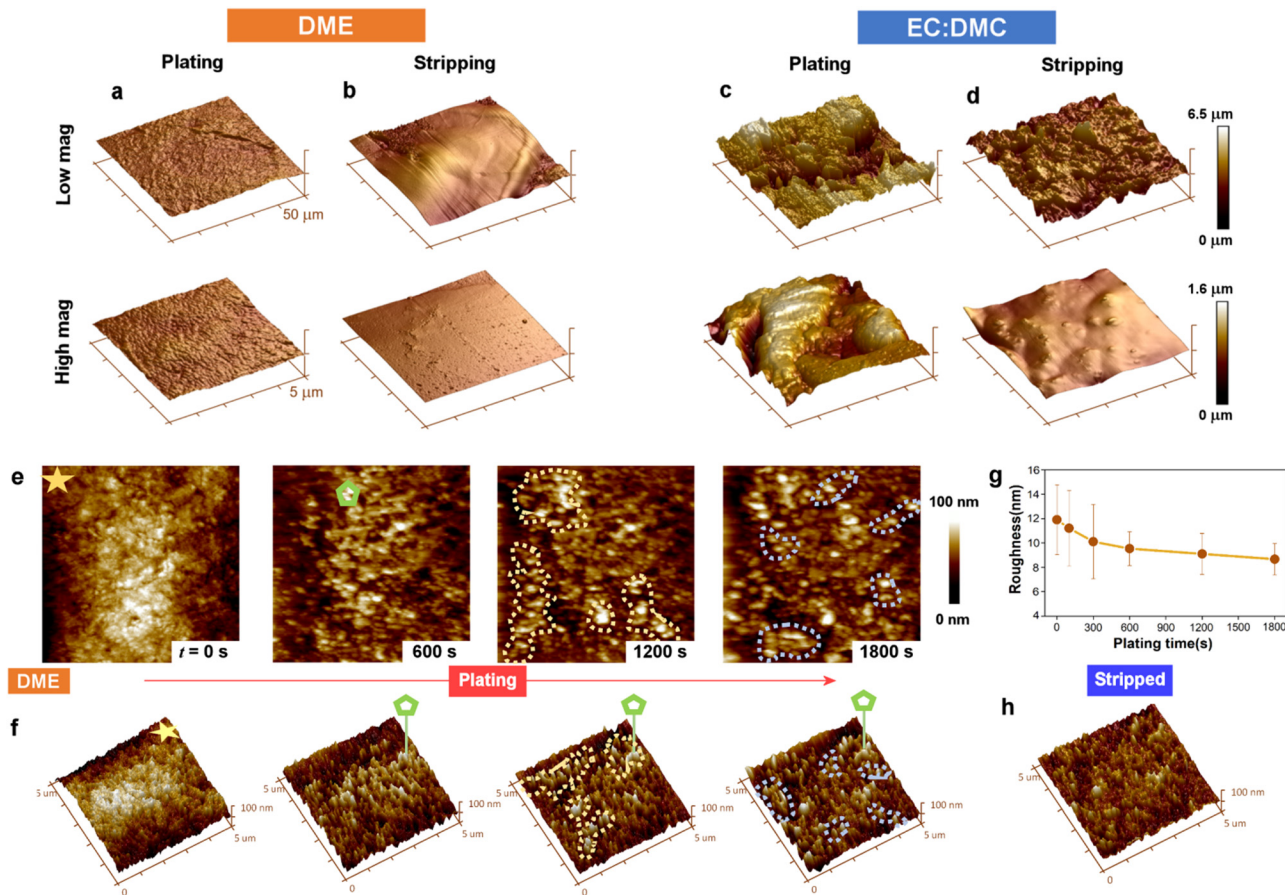 DME
EC:DMC
Plating
Stripping
Plating
Stripping
a
b
c
d
Low mag
50 μm
6.5 μm
0 μm
High mag
5 μm
1.6 μm
0 μm
e
t = 0 s
600 s
1200 s
1800 s
100 nm
0 nm
g
Roughness(nm)
16
14
12
10
8
6
4
0 300 600 900 1200 1500 1800
Plating time(s)
DME
Plating
Stripped
f
5 um
100 nm
5 um
0
5 um
100 nm
5 um
0
5 um
100 nm
5 um
0
5 um
100 nm
5 um
0
h
5 um
100 nm
5 um
0